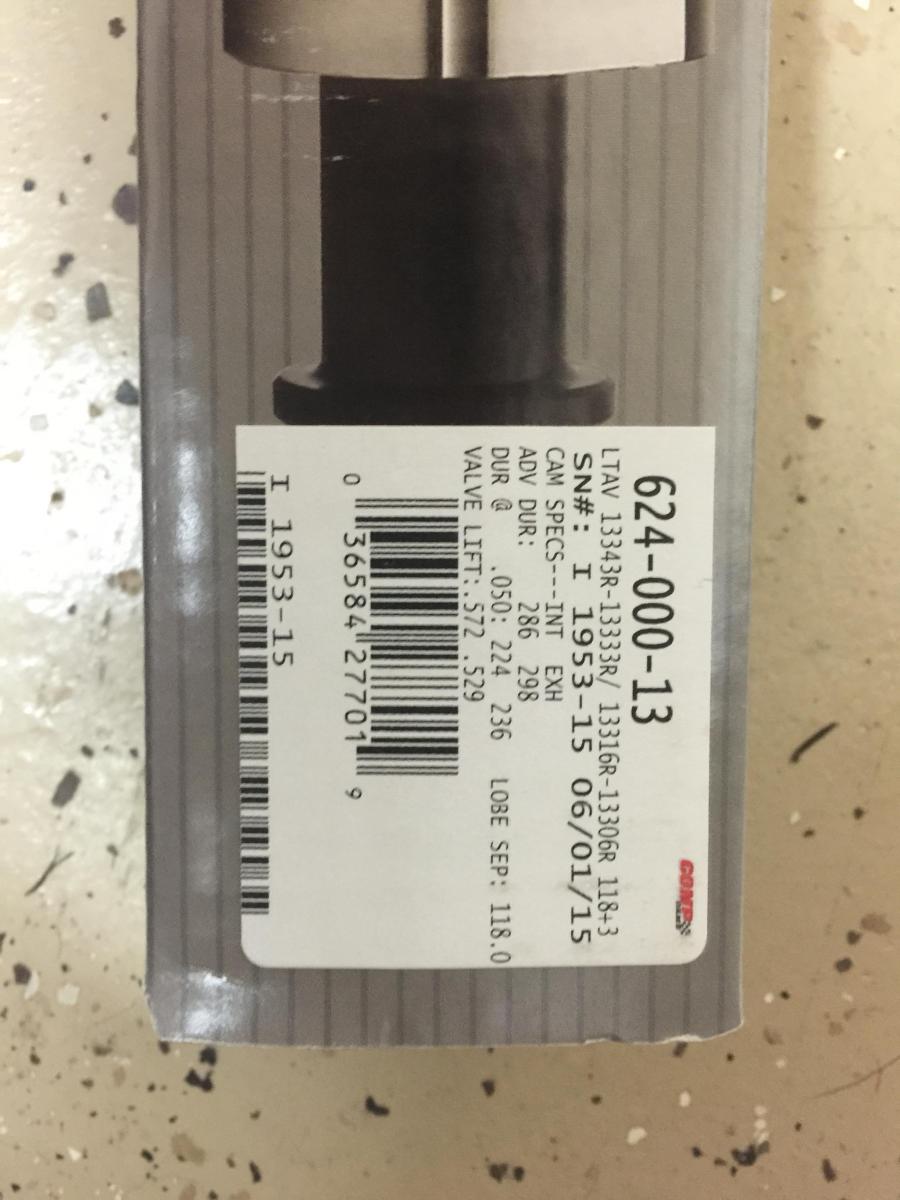 624-000-13
COMP
LTAV 13343R-13333R/ 13316R-13306R 118+3
SN#: I 1953-15 06/01/15
CAM SPECS---INT EXH
ADV DUR: 286 298
DUR @ .050: 224 236 LOBE SEP: 118.0
VALVE LIFT:.572 .529
0 36584 27701 9
I 1953-15